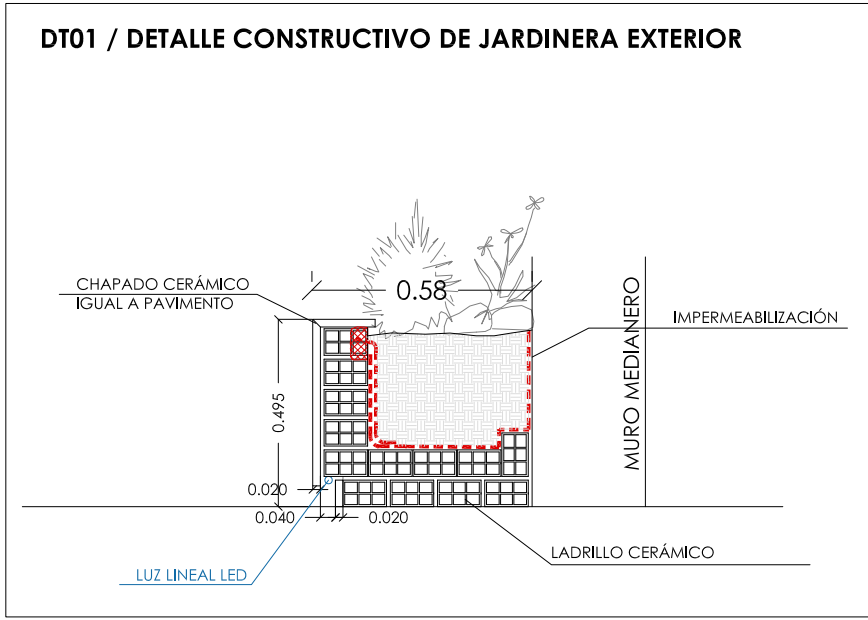 DT01 / DETALLE CONSTRUCTIVO DE JARDINERA EXTERIOR
CHAPADO CERÁMICO
IGUAL A PAVIMENTO
0.58
IMPERMEABILIZACIÓN
MURO MEDIANERO
0.495
0.020
0.040
0.020
LADRILLO CERÁMICO
LUZ LINEAL LED